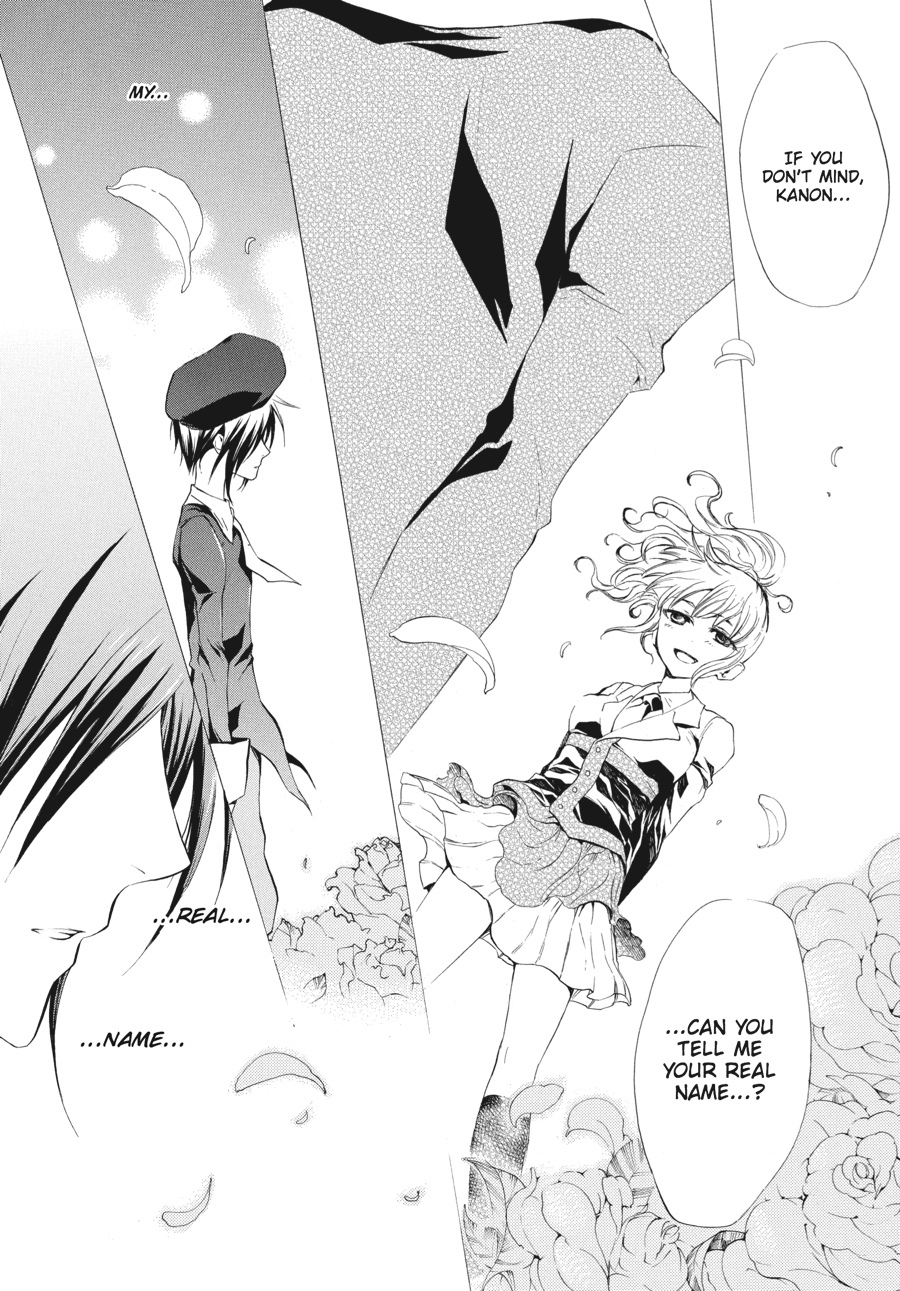 IF YOU
DON'T MIND,
KANON...
...CAN YOU
TELL ME
YOUR REAL
NAME...?
MY...
...REAL...
...NAME...